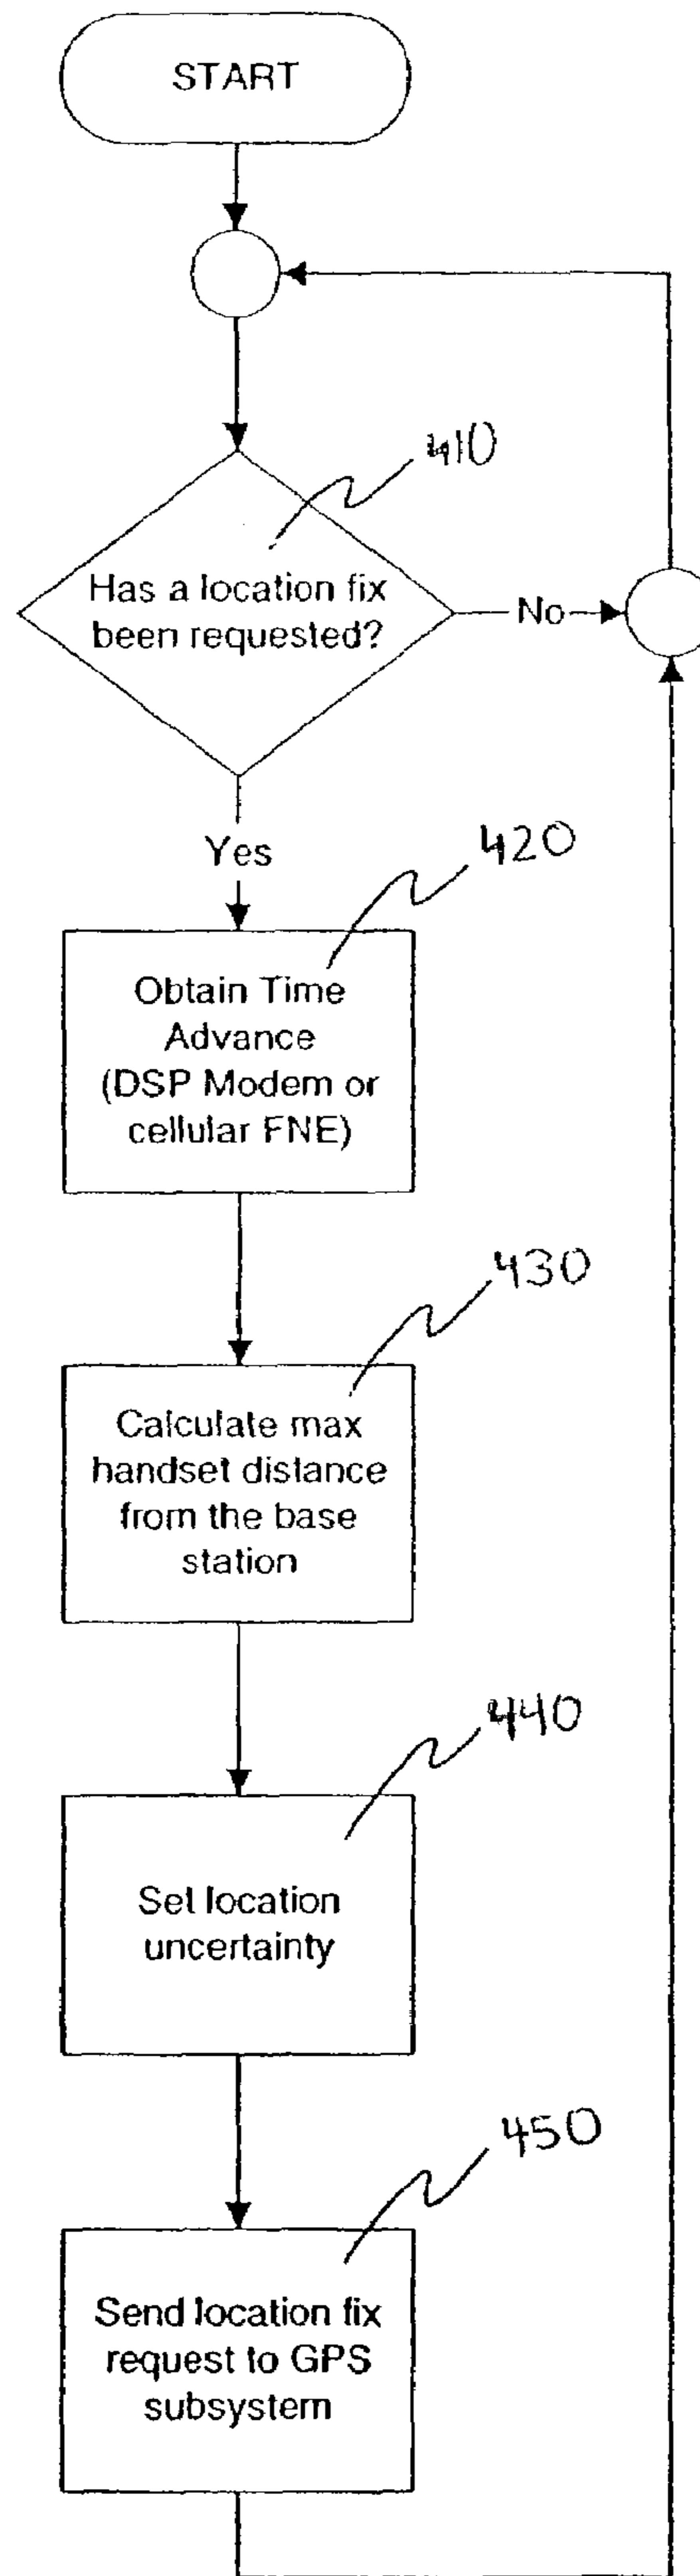 START
410
Has a location fix
been requested?
No
Yes
420
Obtain Time
Advance
(DSP Modem or
cellular FNE)
430
Calculate max
handset distance
from the base
station
440
Set location
uncertainty
450
Send location fix
request to GPS
subsystem